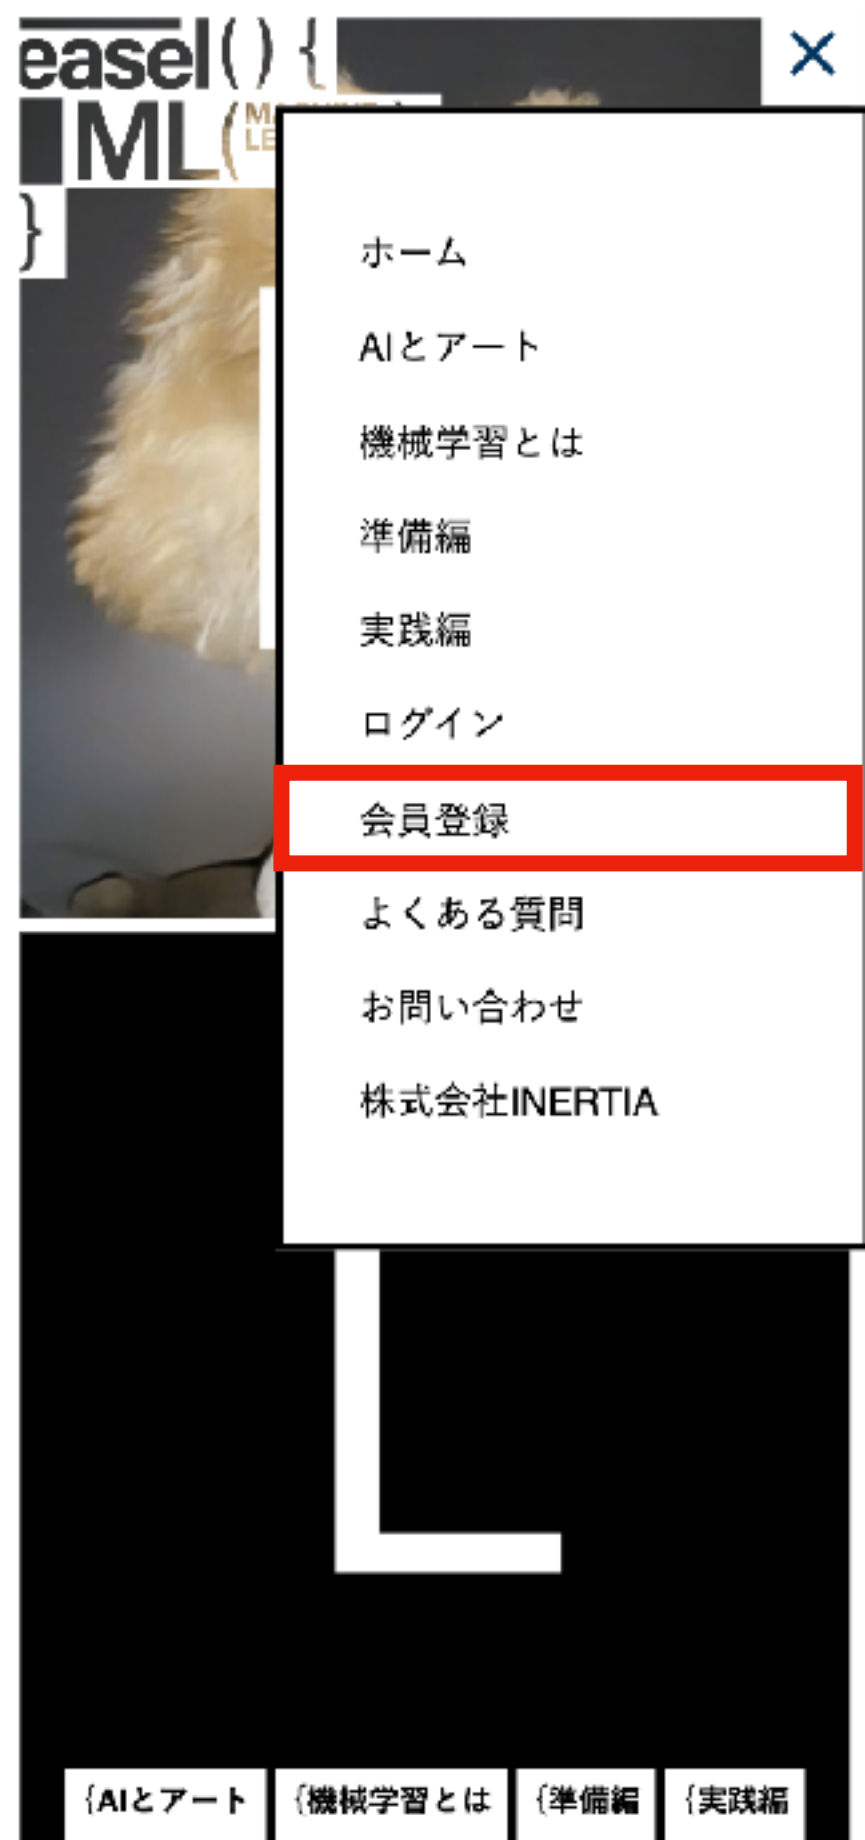 easel() {
ML(
}
ホーム
AIとアート
機械学習とは
準備編
実践編
ログイン
会員登録
よくある質問
お問い合わせ
株式会社INERTIA
{AIとアート
{機械学習とは
{準備編
{実践編